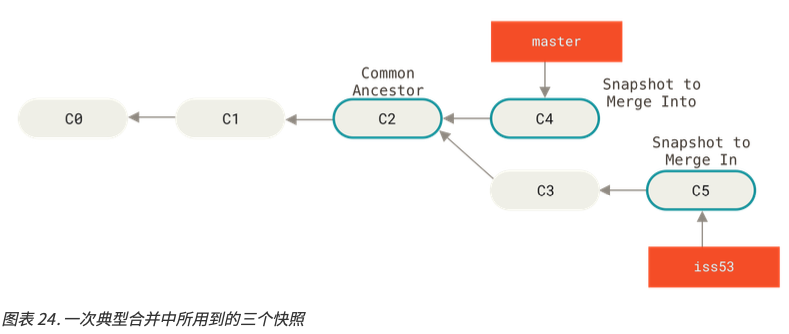 master
Common
Ancestor
Snapshot to
Merge Into
C0
C1
C2
C4
Snapshot to
Merge In
C3
C5
iss53
图表 24. 一次典型合并中所用到的三个快照